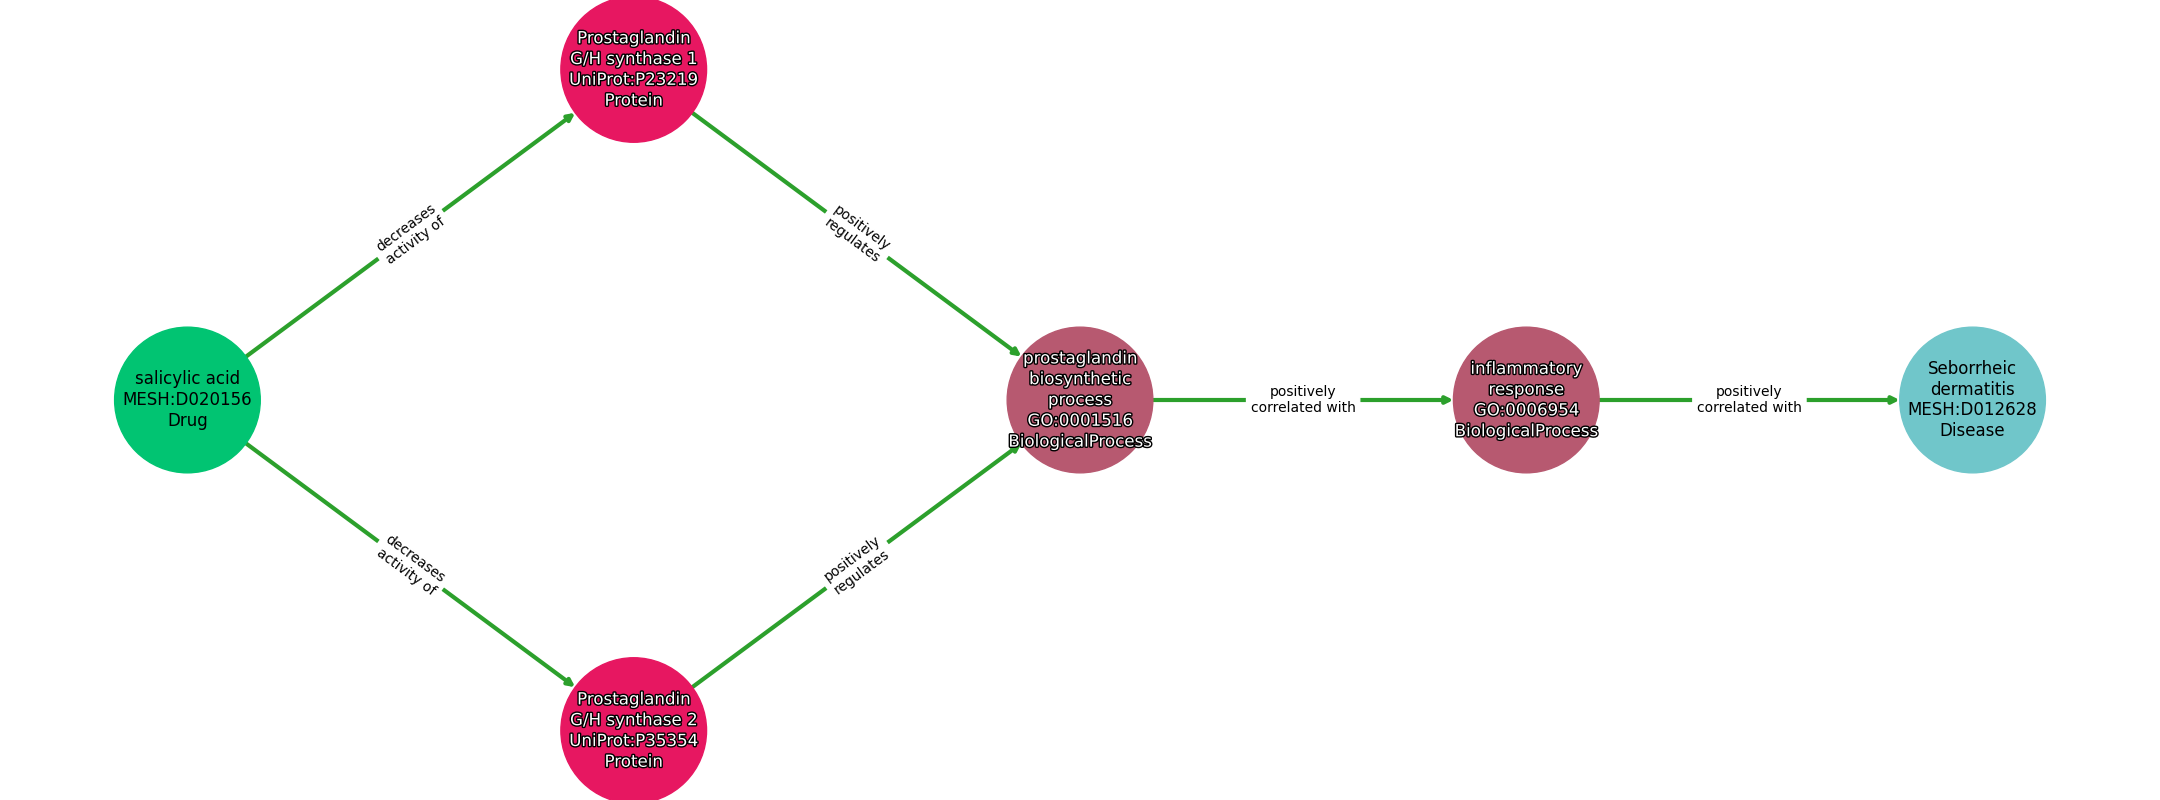 Prostaglandin
G/H synthase 1
UniProt:P23219
Protein
decreases
activity of
positively
regulates
salicylic acid
MESH:D020156
Drug
prostaglandin
biosynthetic
process
GO:0001516
BiologicalProcess
positively
correlated with
inflammatory
response
GO:0006954
BiologicalProcess
positively
correlated with
Seborrheic
dermatitis
MESH:D012628
Disease
decreases
activity of
positively
regulates
Prostaglandin
G/H synthase 2
UniProt:P35354
Protein